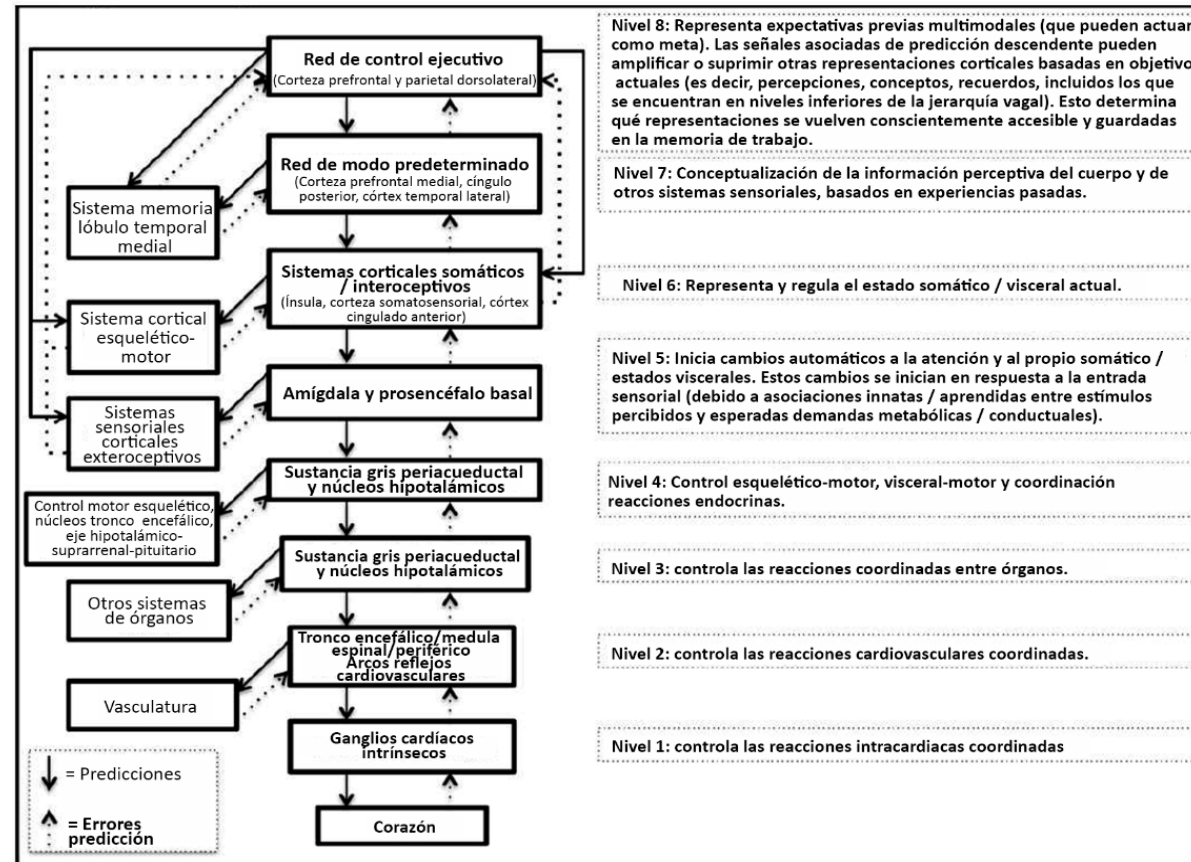 Red de control ejecutivo
(Corteza prefrontal y parietal dorsolateral)
Red de modo predeterminado
(Corteza prefrontal medial, cíngulo
posterior, córtex temporal lateral)
Sistema memoria
lóbulo temporal
medial
Sistemas corticales somáticos
/ interoceptivos
(Ínsula, corteza somatosensorial, córtex
cingulado anterior)
Sistema cortical
esquelético-
motor
Amígdala y prosencéfalo basal
Sistemas
sensoriales
corticales
exteroceptivos
Sustancia gris periacueductal
y núcleos hipotalámicos
Control motor esquelético,
núcleos tronco encefálico,
eje hipotalámico-
suprarrenal-pituitario
Sustancia gris periacueductal
y núcleos hipotalámicos
Otros sistemas
de órganos
Tronco encefálico/medula
espinal/periférico
Arcos reflejos
cardiovasculares
Vasculatura
Ganglios cardíacos
intrínsecos
Corazón
= Predicciones
= Errores
predicción
Nivel 8: Representa expectativas previas multimodales (que pueden actuar
como meta). Las señales asociadas de predicción descendente pueden
amplificar o suprimir otras representaciones corticales basadas en objetivo
actuales (es decir, percepciones, conceptos, recuerdos, incluidos los que
se encuentran en niveles inferiores de la jerarquía vagal). Esto determina
qué representaciones se vuelven conscientemente accesible y guardadas
en la memoria de trabajo.
Nivel 7: Conceptualización de la información perceptiva del cuerpo y de
otros sistemas sensoriales, basados en experiencias pasadas.
Nivel 6: Representa y regula el estado somático / visceral actual.
Nivel 5: Inicia cambios automáticos a la atención y al propio somático /
estados viscerales. Estos cambios se inician en respuesta a la entrada
sensorial (debido a asociaciones innatas / aprendidas entre estímulos
percibidos y esperadas demandas metabólicas / conductuales).
Nivel 4: Control esquelético-motor, visceral-motor y coordinación
reacciones endocrinas.
Nivel 3: controla las reacciones coordinadas entre órganos.
Nivel 2: controla las reacciones cardiovasculares coordinadas.
Nivel 1: controla las reacciones intracardiacas coordinadas